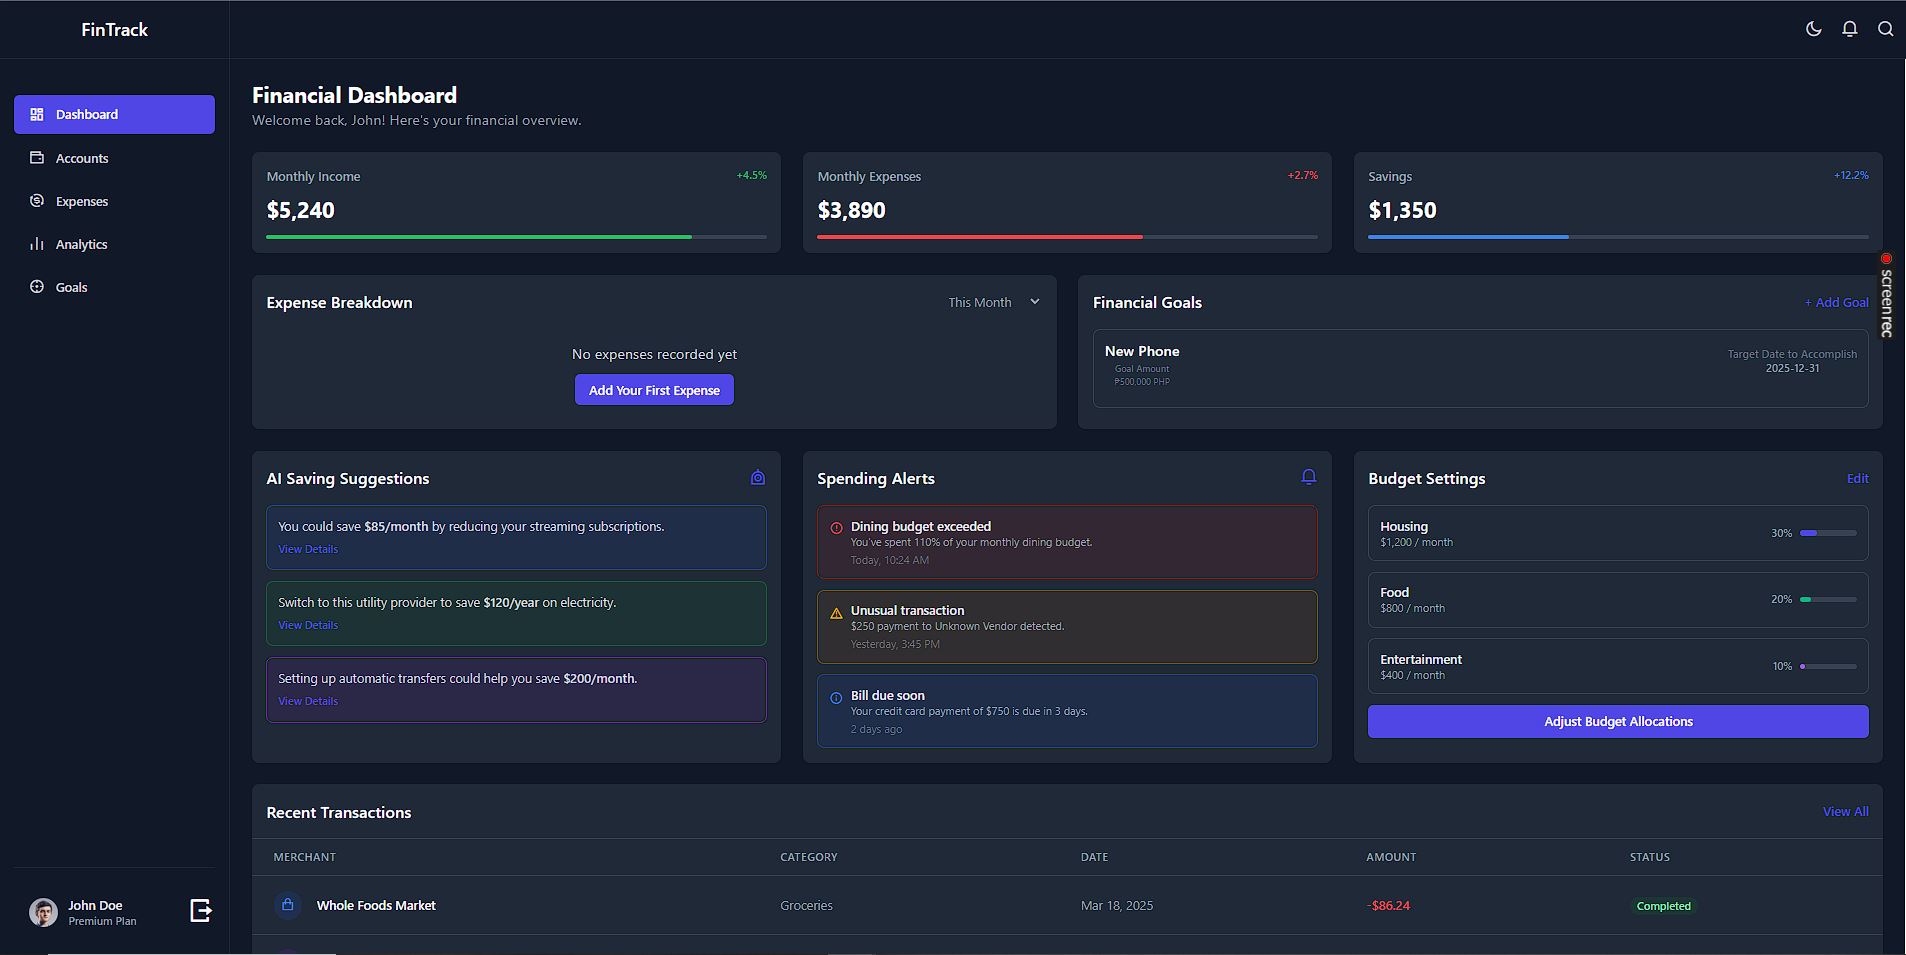 FinTrack
Dashboard
Accounts
Expenses
Analytics
Goals
John Doe
Premium Plan
Financial Dashboard
Welcome back, John! Here's your financial overview.
Monthly Income
+4.5%
$5,240
Monthly Expenses
+2.7%
$3,890
Savings
+12.2%
$1,350
Expense Breakdown
This Month
No expenses recorded yet
Add Your First Expense
Financial Goals
+ Add Goal
New Phone
Goal Amount
₱500,000 PHP
Target Date to Accomplish
2025-12-31
screenrec
AI Saving Suggestions
You could save $85/month by reducing your streaming subscriptions.
View Details
Switch to this utility provider to save $120/year on electricity.
View Details
Setting up automatic transfers could help you save $200/month.
View Details
Spending Alerts
Dining budget exceeded
You've spent 110% of your monthly dining budget.
Today, 10:24 AM
Unusual transaction
$250 payment to Unknown Vendor detected.
Yesterday, 3:45 PM
Bill due soon
Your credit card payment of $750 is due in 3 days.
2 days ago
Budget Settings
Edit
Housing
$1,200 / month
30%
Food
$800 / month
20%
Entertainment
$400 / month
10%
Adjust Budget Allocations
Recent Transactions
View All
MERCHANT CATEGORY DATE AMOUNT STATUS
Whole Foods Market Groceries Mar 18, 2025 -$86.24 Completed